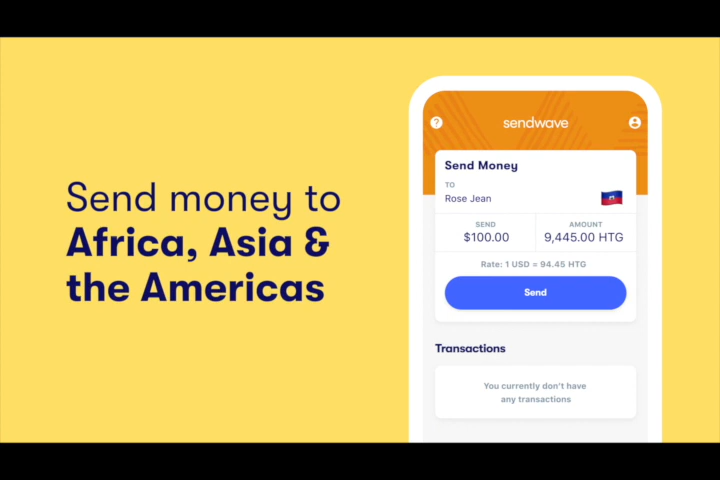 Send money to
Africa, Asia &
the Americas
?
sendwave
Send Money
TO
Rose Jean
SEND
$100.00
AMOUNT
9,445.00 HTG
Rate: 1 USD = 94.45 HTG
Send
Transactions
You currently don't have
any transactions